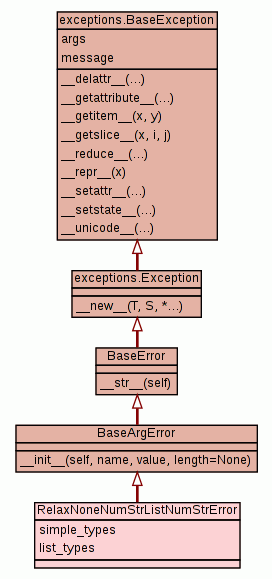 exceptions.BaseException
args
message
__delattr__(...)
__getattribute__(...)
__getitem__(x, y)
__getslice__(x, i, j)
__reduce__(...)
__repr__(x)
__setattr__(...)
__setstate__(...)
__unicode__(...)
exceptions.Exception
__new__(T, S, *...)
BaseError
__str__(self)
BaseArgError
__init__(self, name, value, length=None)
RelaxNoneNumStrListNumStrError
simple_types
list_types